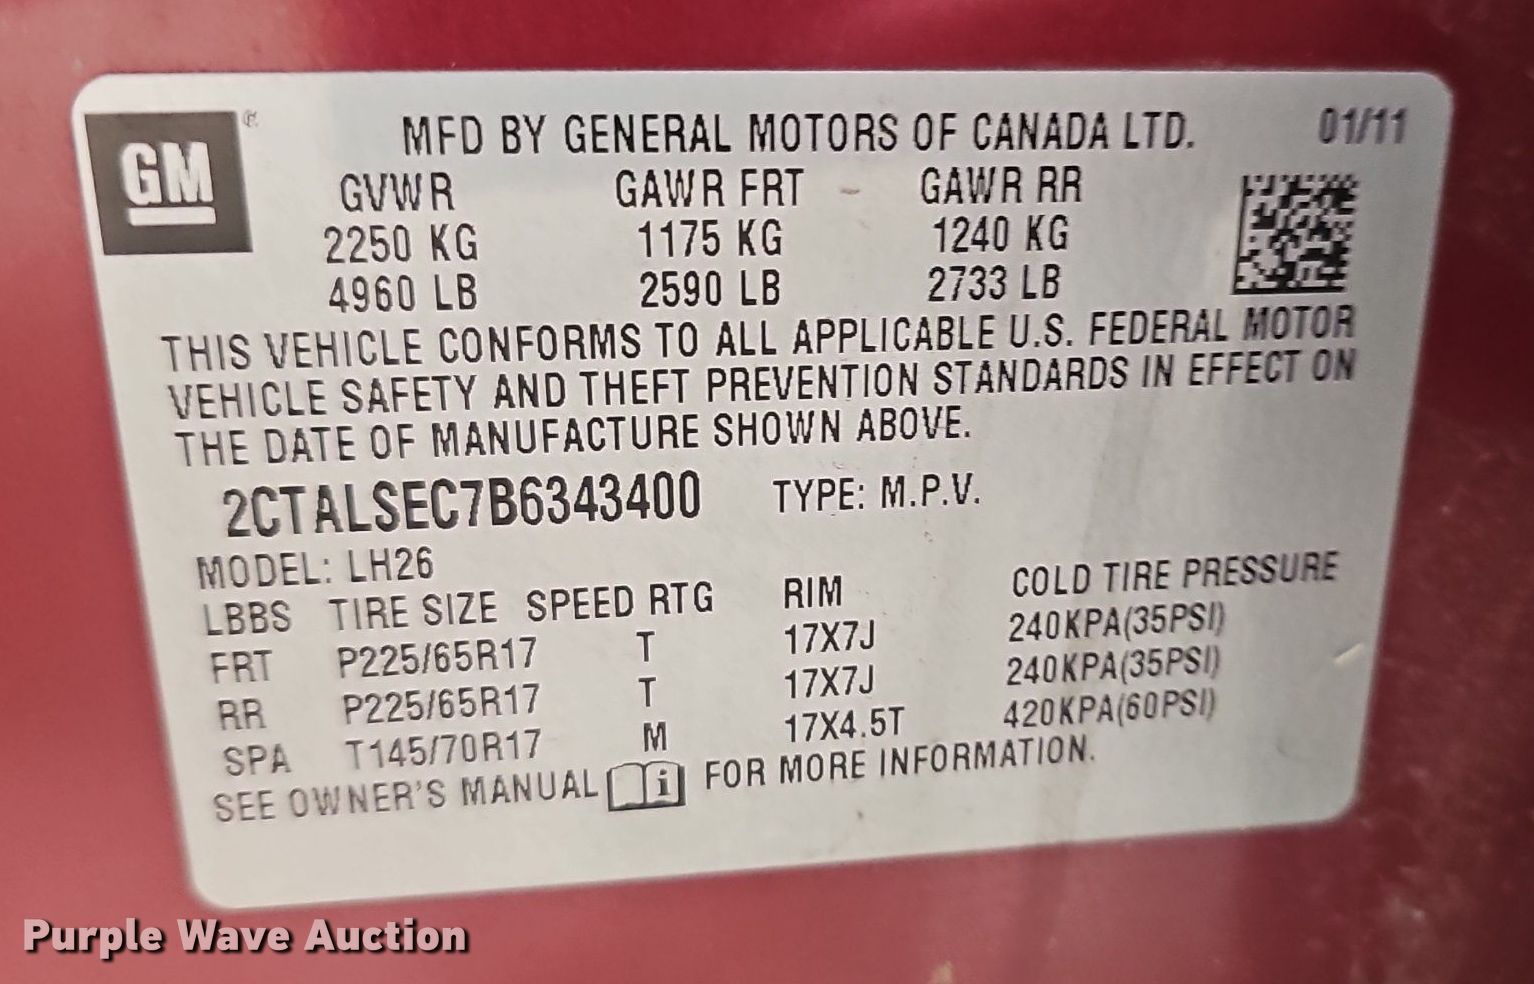 GM
MFD BY GENERAL MOTORS OF CANADA LTD. 01/11
GVWR GAWR FRT GAWR RR
2250 KG 1175 KG 1240 KG
4960 LB 2590 LB 2733 LB
THIS VEHICLE CONFORMS TO ALL APPLICABLE U.S. FEDERAL MOTOR
VEHICLE SAFETY AND THEFT PREVENTION STANDARDS IN EFFECT ON
THE DATE OF MANUFACTURE SHOWN ABOVE.
2CTALSEC7B6343400 TYPE: M.P.V.
MODEL: LH26
LBBS TIRE SIZE SPEED RTG RIM COLD TIRE PRESSURE
FRT P225/65R17 T 17X7J 240KPA(35PSI)
RR P225/65R17 T 17X7J 240KPA(35PSI)
SPA T145/70R17 M 17X4.5T 420KPA(60PSI)
SEE OWNER'S MANUAL i FOR MORE INFORMATION.
Purple Wave Auction